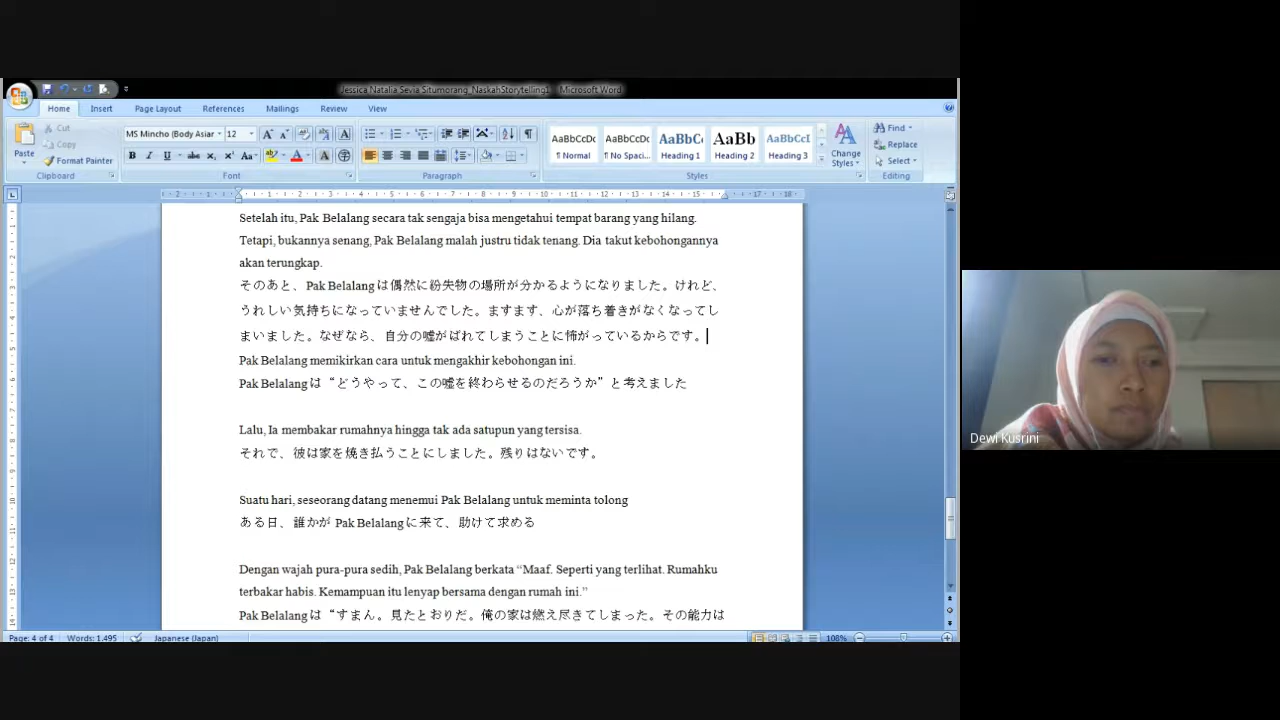 Jessica Natalia Sevia Situmorang_NaskahStorytelling1 - Microsoft Word
Home Insert Page Layout References Mailings Review View
Paste
Cut
Copy
Format Painter
Clipboard
MS Mincho (Body Asiar 12
Font
Paragraph
AaBbCcDc AaBbCcDc AaBbC AaBb AaBbCcI
¶ Normal ¶ No Spaci... Heading 1 Heading 2 Heading 3
Styles
Change
Styles
Find
Replace
Select
Editing
Setelah itu, Pak Belalang secara tak sengaja bisa mengetahui tempat barang yang hilang.
Tetapi, bukannya senang, Pak Belalang malah justru tidak tenang. Dia takut kebohongannya
akan terungkap.
そのあと、Pak Belalangは偶然に紛失物の場所が分かるようになりました。けれど、
うれしい気持ちになっていませんでした。ますます、心が落ち着きがなくなってし
まいました。なぜなら、自分の嘘がばれてしまうことに怖がっているからです。
Pak Belalang memikirkan cara untuk mengakhir kebohongan ini.
Pak Belalangは“どうやって、この嘘を終わらせるのだろうか”と考えました
Lalu, Ia membakar rumahnya hingga tak ada satupun yang tersisa.
それで、彼は家を焼き払うことにしました。残りはないです。
Suatu hari, seseorang datang menemui Pak Belalang untuk meminta tolong
ある日、誰かが Pak Belalangに来て、助けて求める
Dengan wajah pura-pura sedih, Pak Belalang berkata “Maaf. Seperti yang terlihat. Rumahku
terbakar habis. Kemampuan itu lenyap bersama dengan rumah ini.”
Pak Belalangは“すまん。見たとおりだ。俺の家は燃え尽きてしまった。その能力は
Page: 4 of 4 Words: 1.495 Japanese (Japan) 108%
Dewi Kusrini